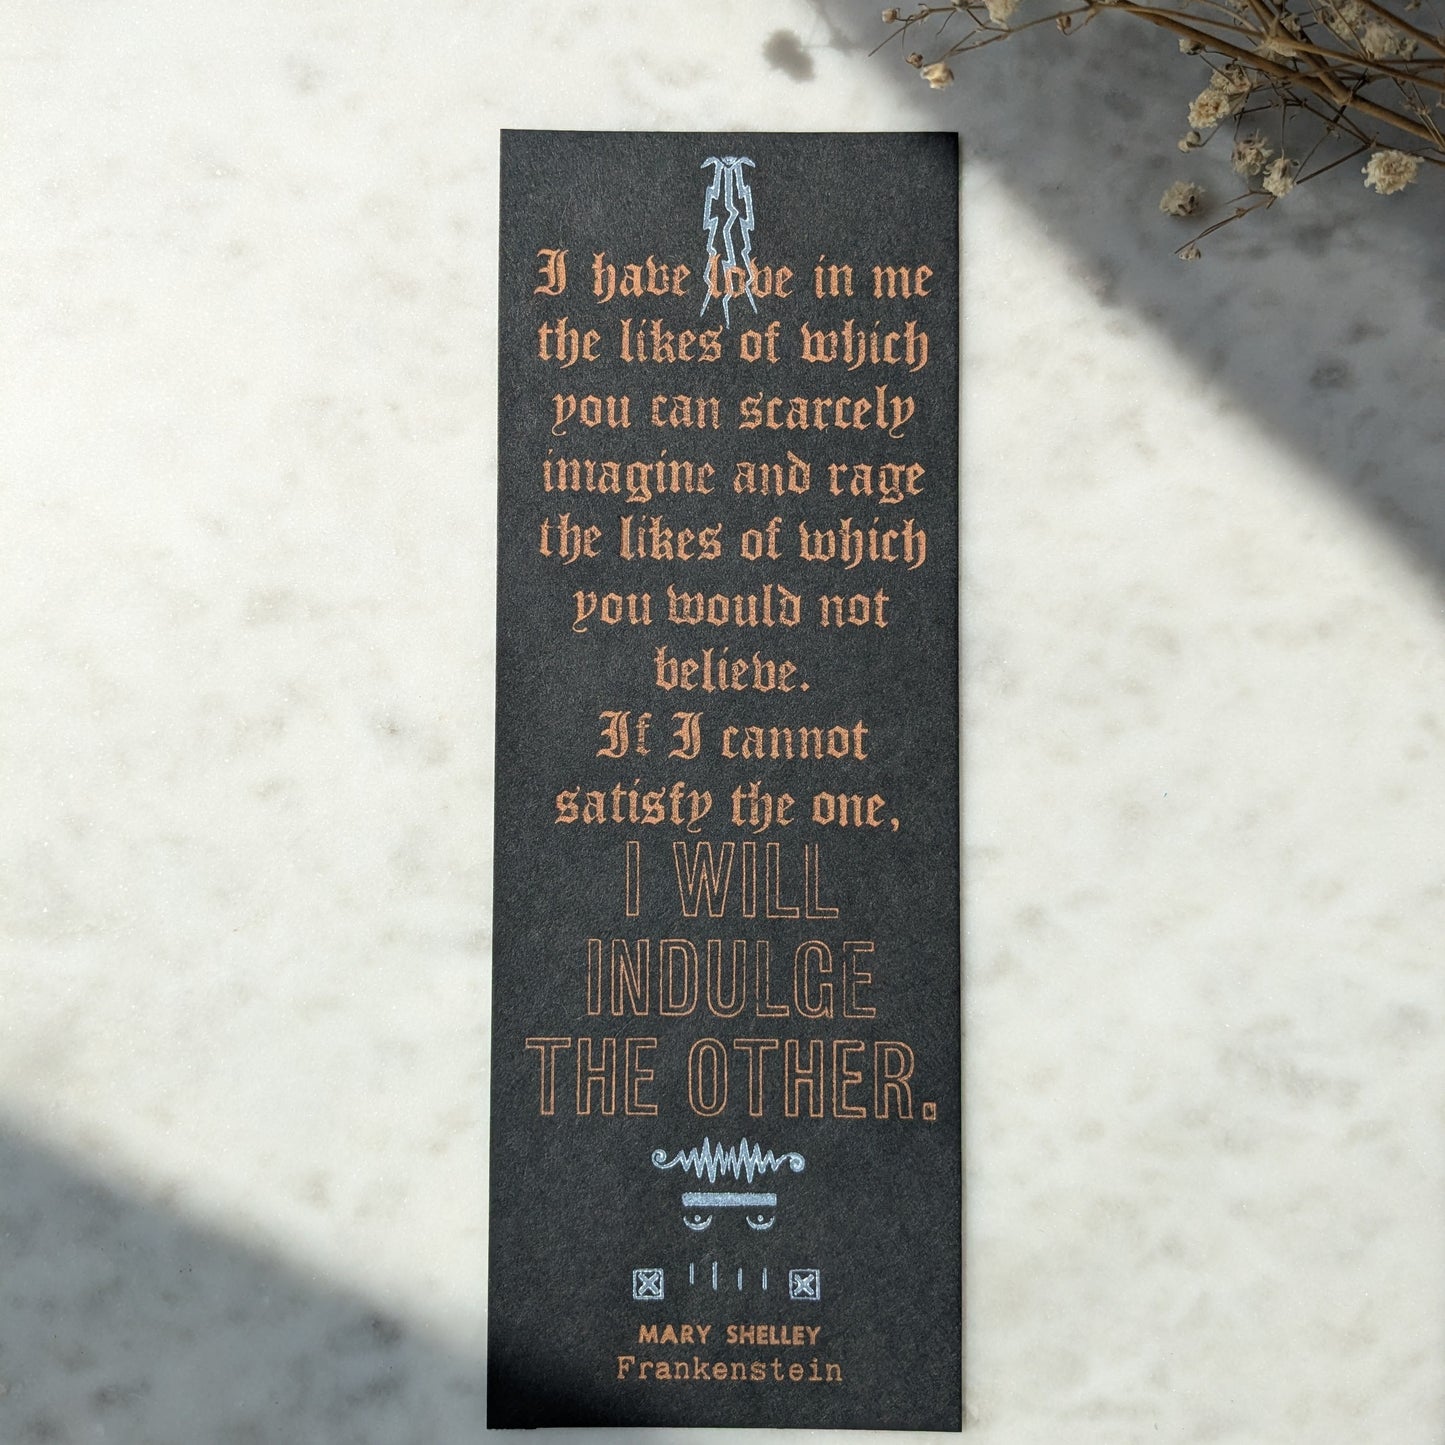 I have love in me
the likes of which
you can scarcely
imagine and rage
the likes of which
you would not
believe.
If I cannot
satisfy the one,
I WILL
INDULGE
THE OTHER.
MARY SHELLEY
Frankenstein